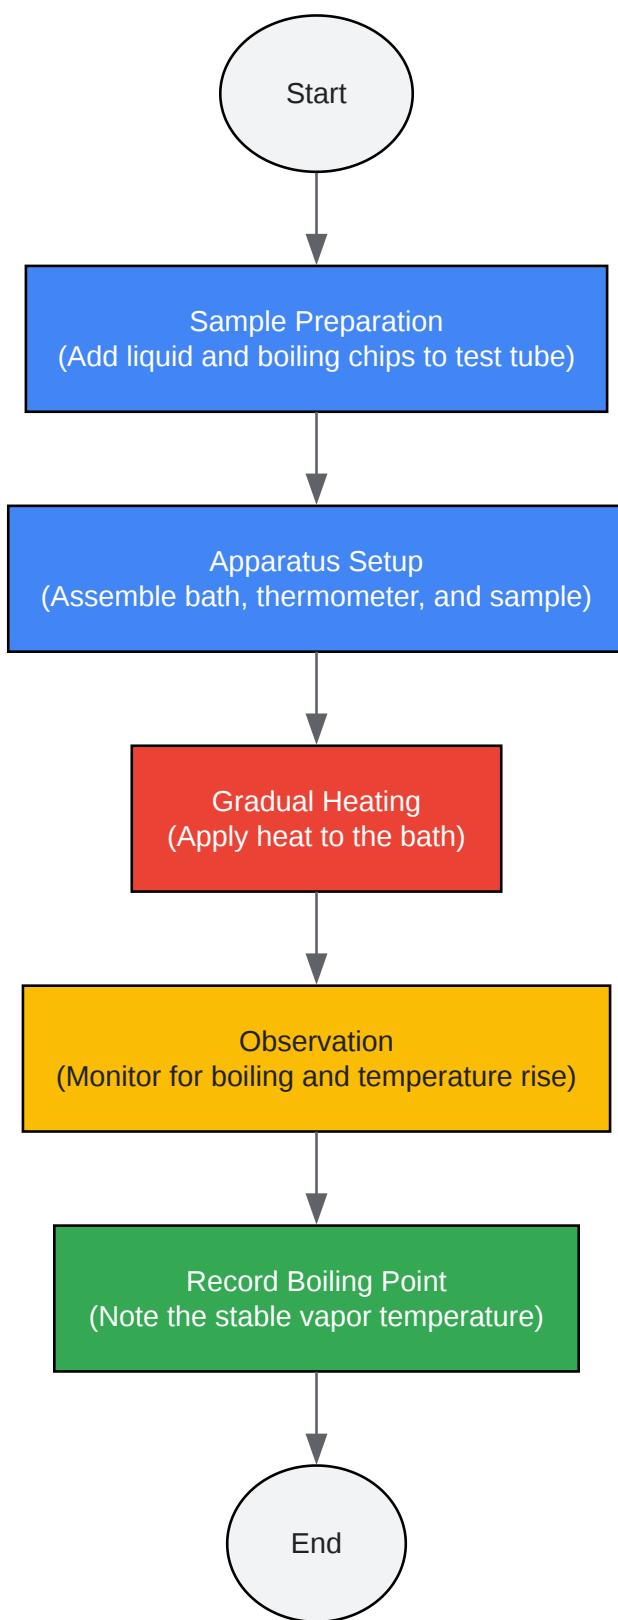 Start
Sample Preparation
(Add liquid and boiling chips to test tube)
Apparatus Setup
(Assemble bath, thermometer, and sample)
Gradual Heating
(Apply heat to the bath)
Observation
(Monitor for boiling and temperature rise)
Record Boiling Point
(Note the stable vapor temperature)
End